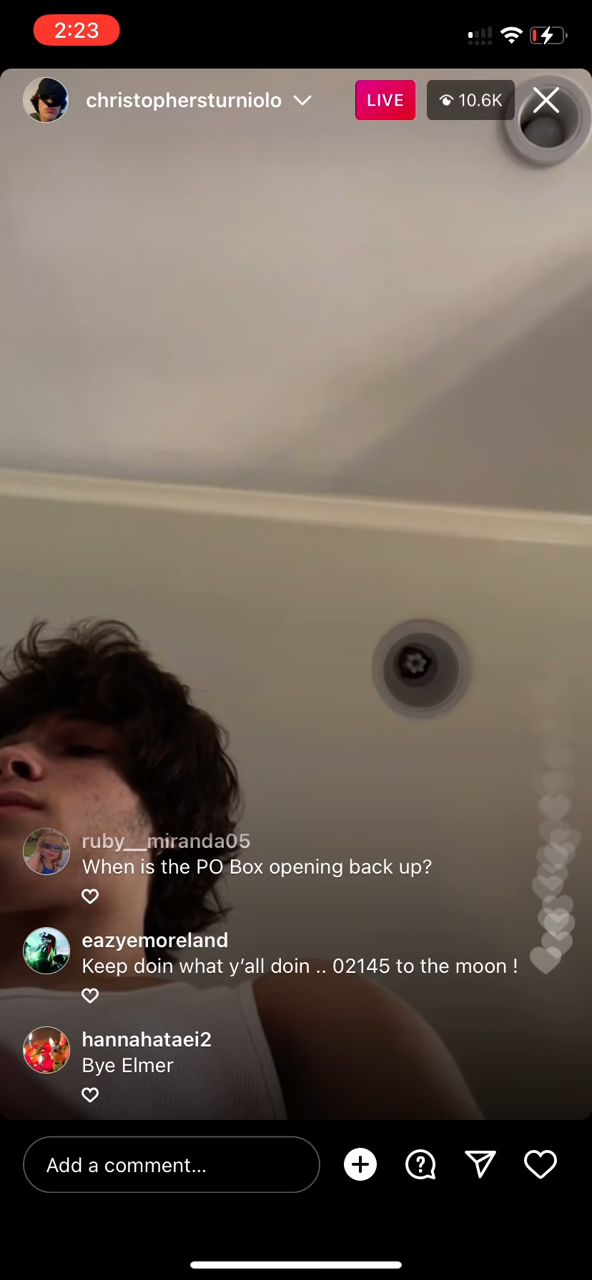 2:23
christophersturniolo
LIVE
10.6K
ruby__miranda05
When is the PO Box opening back up?
eazyemoreland
Keep doin what y’all doin .. 02145 to the moon !
hannahataei2
Bye Elmer
Add a comment...